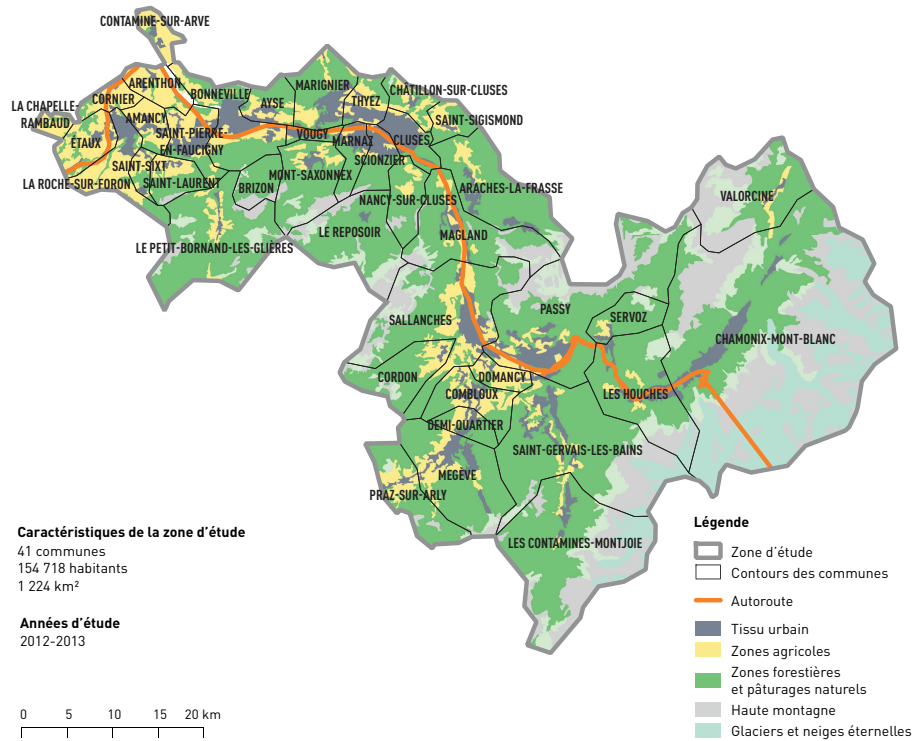 CONTAMINE-SUR-ARVE
ARENTHON
CORNIER
BONNEVILLE
MARIGNIER
AYSE
THYEZ
CHÂTILLON-SUR-CLUSES
LA CHAPELLE-
RAMBAUD
AMANCY
SAINT-SIGISMOND
ÉTAUX
SAINT-PIERRE-
EN-FAUCIGNY
VOUGY
MARNAZ
CLUSES
SCIONZIER
SAINT-SIXT
MONT-SAXONNEX
LA ROCHE-SUR-FORON
SAINT-LAURENT
BRIZON
ARACHES-LA-FRASSE
NANCY-SUR-CLUSES
VALORCINE
LE REPOSOIR
MAGLAND
LE PETIT-BORNAND-LES-GLIÈRES
PASSY
SALLANCHES
SERVOZ
CHAMONIX-MONT-BLANC
CORDON
DOMANCY
COMBLOUX
LES HOUCHES
DEMI-QUARTIER
SAINT-GERVAIS-LES-BAINS
MEGÈVE
PRAZ-SUR-ARLY
LES CONTAMINES-MONTJOIE
Caractéristiques de la zone d'étude
41 communes
154 718 habitants
1 224 km²
Années d'étude
2012-2013
0 5 10 15 20 km
Légende
Zone d'étude
Contours des communes
Autoroute
Tissu urbain
Zones agricoles
Zones forestières
et pâturages naturels
Haute montagne
Glaciers et neiges éternelles